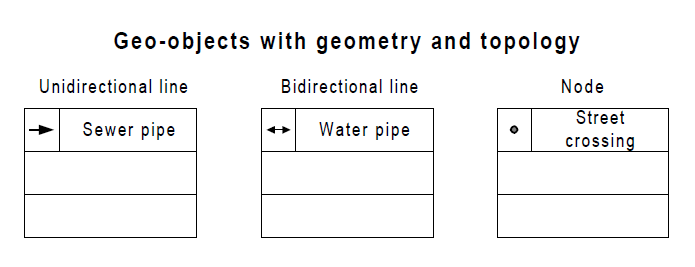 Geo-objects with geometry and topology
Unidirectional line
Bidirectional line
Node
Sewer pipe
Water pipe
Street
crossing